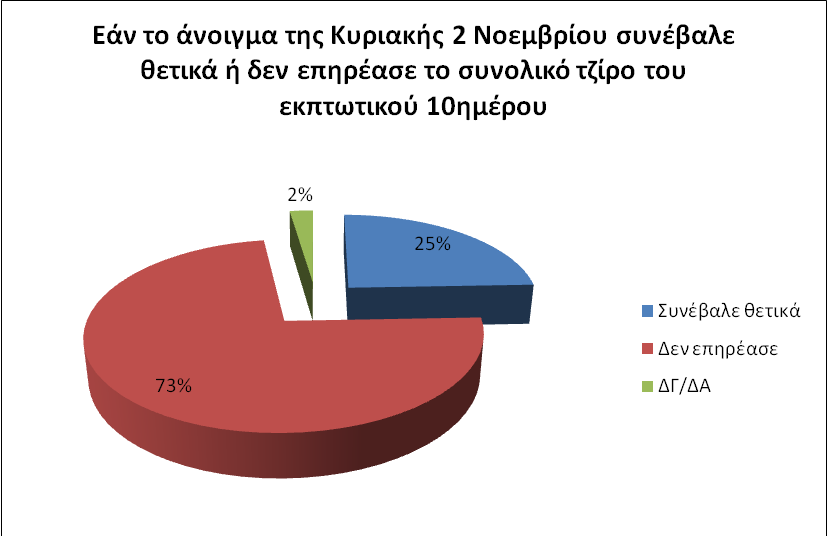 Εάν το άνοιγμα της Κυριακής 2 Νοεμβρίου συνέβαλε
θετικά ή δεν επηρέασε το συνολικό τζίρο του
εκπτωτικού 10ημέρου
2%
25%
73%
Συνέβαλε θετικά
Δεν επηρέασε
ΔΓ/ΔΑ